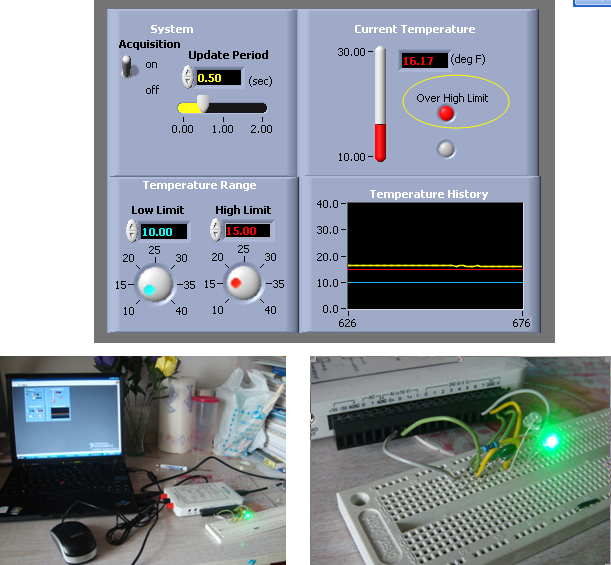 System
Acquisition
on
off
Update Period
0.50
(sec)
0.00 1.00 2.00
Current Temperature
30.00
16.17
(deg F)
Over High Limit
10.00
Temperature Range
Low Limit
High Limit
10.00
15.00
25
20 30
15 35
10 40
25
20 30
15 35
10 40
Temperature History
40.0
30.0
20.0
10.0
0.0
626 676